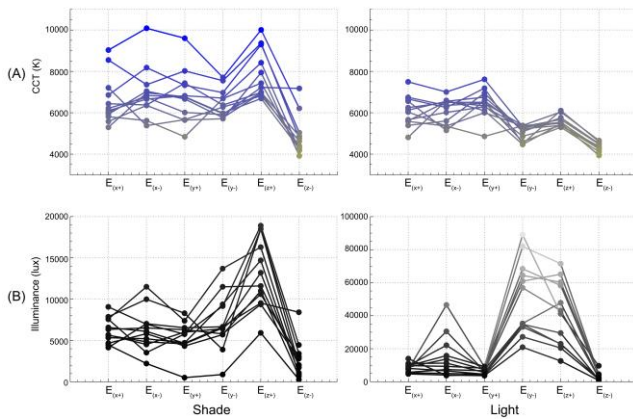 10000
10000
(A)
CCT (K)
8000
8000
6000
6000
4000
4000
E(x+) E(x-) E(y+) E(y-) E(z+) E(z-)
E(x+) E(x-) E(y+) E(y-) E(z+) E(z-)
20000
100000
15000
80000
(B)
Illuminance (lux)
60000
10000
40000
5000
20000
0
0
E(x+) E(x-) E(y+) E(y-) E(z+) E(z-)
E(x+) E(x-) E(y+) E(y-) E(z+) E(z-)
Shade
Light